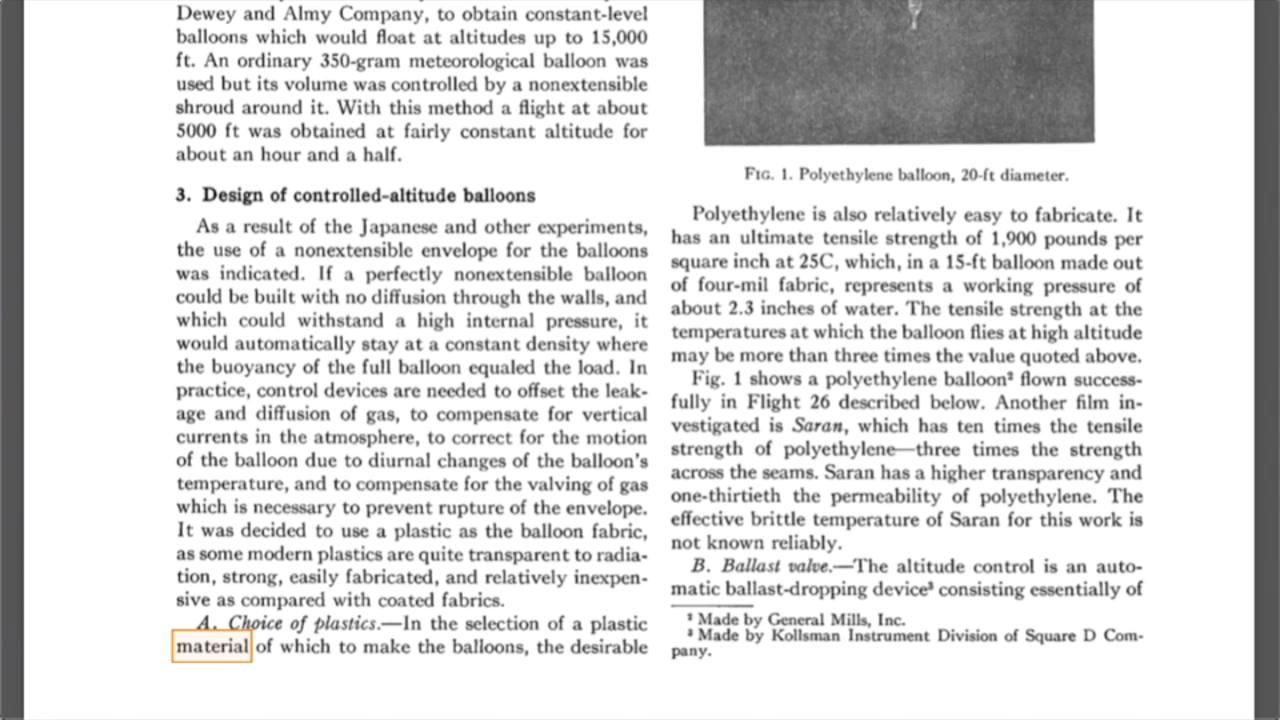 Dewey and Almy Company, to obtain constant-level
balloons which would float at altitudes up to 15,000
ft. An ordinary 350-gram meteorological balloon was
used but its volume was controlled by a nonextensible
shroud around it. With this method a flight at about
5000 ft was obtained at fairly constant altitude for
about an hour and a half.
3. Design of controlled-altitude balloons
As a result of the Japanese and other experiments,
the use of a nonextensible envelope for the balloons
was indicated. If a perfectly nonextensible balloon
could be built with no diffusion through the walls, and
which could withstand a high internal pressure, it
would automatically stay at a constant density where
the buoyancy of the full balloon equaled the load. In
practice, control devices are needed to offset the leak-
age and diffusion of gas, to compensate for vertical
currents in the atmosphere, to correct for the motion
of the balloon due to diurnal changes of the balloon's
temperature, and to compensate for the valving of gas
which is necessary to prevent rupture of the envelope.
It was decided to use a plastic as the balloon fabric,
as some modern plastics are quite transparent to radia-
tion, strong, easily fabricated, and relatively inexpen-
sive as compared with coated fabrics.
A. Choice of plastics.—In the selection of a plastic
material of which to make the balloons, the desirable
FIG. 1. Polyethylene balloon, 20-ft diameter.
Polyethylene is also relatively easy to fabricate. It
has an ultimate tensile strength of 1,900 pounds per
square inch at 25C, which, in a 15-ft balloon made out
of four-mil fabric, represents a working pressure of
about 2.3 inches of water. The tensile strength at the
temperatures at which the balloon flies at high altitude
may be more than three times the value quoted above.
Fig. 1 shows a polyethylene balloon² flown success-
fully in Flight 26 described below. Another film in-
vestigated is Saran, which has ten times the tensile
strength of polyethylene—three times the strength
across the seams. Saran has a higher transparency and
one-thirtieth the permeability of polyethylene. The
effective brittle temperature of Saran for this work is
not known reliably.
B. Ballast valve.—The altitude control is an auto-
matic ballast-dropping device³ consisting essentially of
² Made by General Mills, Inc.
³ Made by Kollsman Instrument Division of Square D Com-
pany.